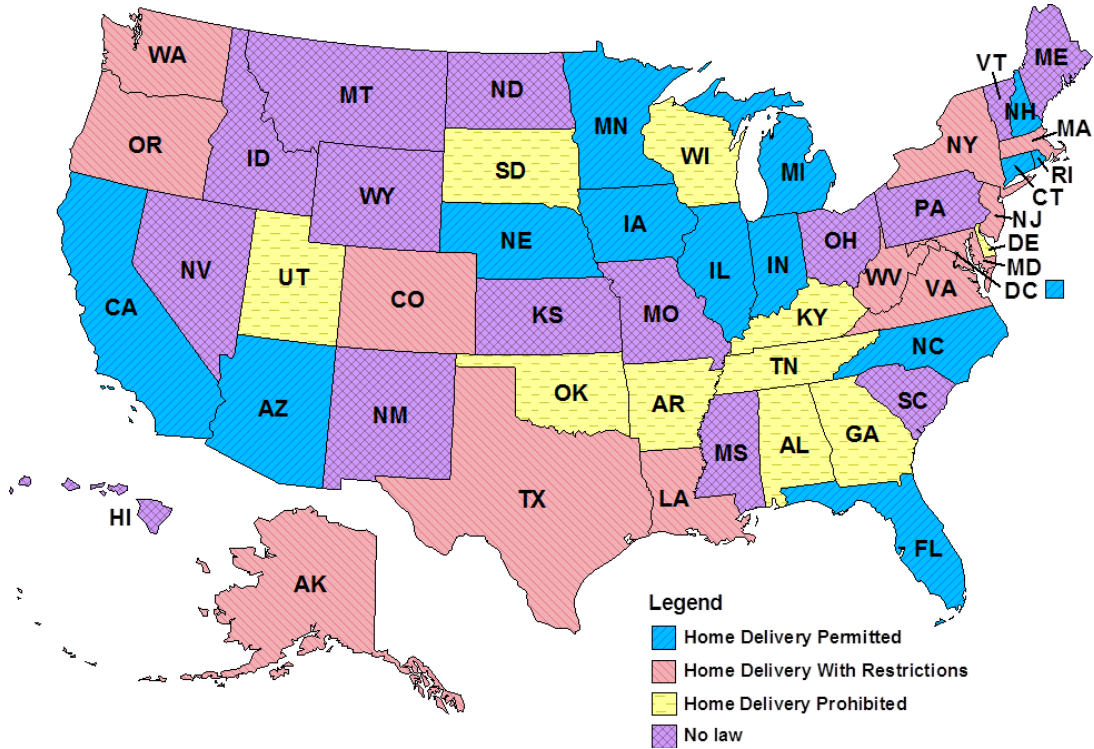 WA
MT
ND
MN
VT
ME
NH
OR
ID
SD
WI
MI
NY
MA
WY
RI
CT
NE
IA
PA
NJ
NV
UT
IL
IN
OH
DE
MD
CA
CO
KS
MO
WV
VA
DC
KY
NC
AZ
NM
OK
AR
TN
SC
MS
AL
GA
TX
LA
HI
FL
AK
Legend
Home Delivery Permitted
Home Delivery With Restrictions
Home Delivery Prohibited
No law